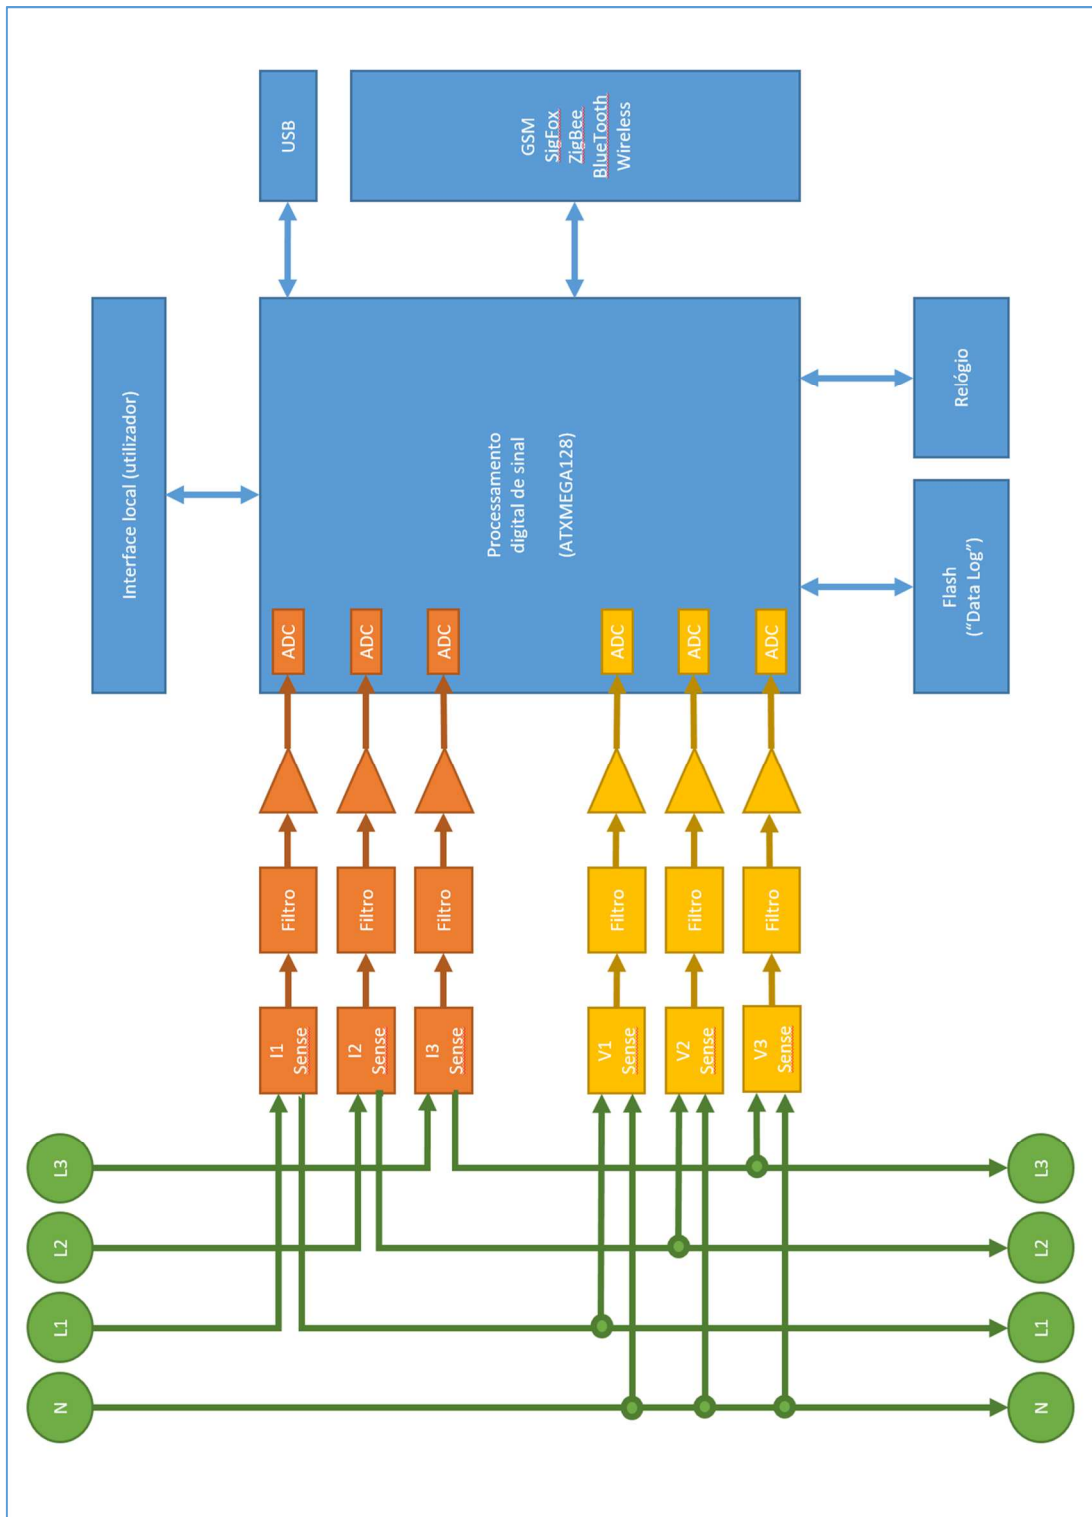 N
L1
L2
L3
Interface local (utilizador)
I1
Sense
Filtro
ADC
USB
I2
Sense
Filtro
ADC
I3
Sense
Filtro
ADC
Processamento
digital de sinal
(ATXMEGA128)
GSM
SigFox
ZigBee
BlueTooth
Wireless
V1
Sense
Filtro
ADC
V2
Sense
Filtro
ADC
V3
Sense
Filtro
ADC
Flash
(“Data Log”)
Relógio
N
L1
L2
L3